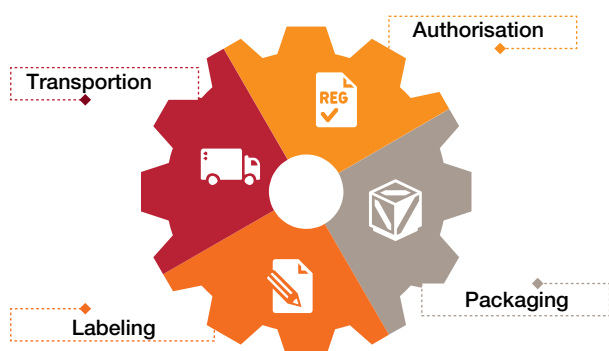 Authorisation
Transportion
REG
Packaging
Labeling